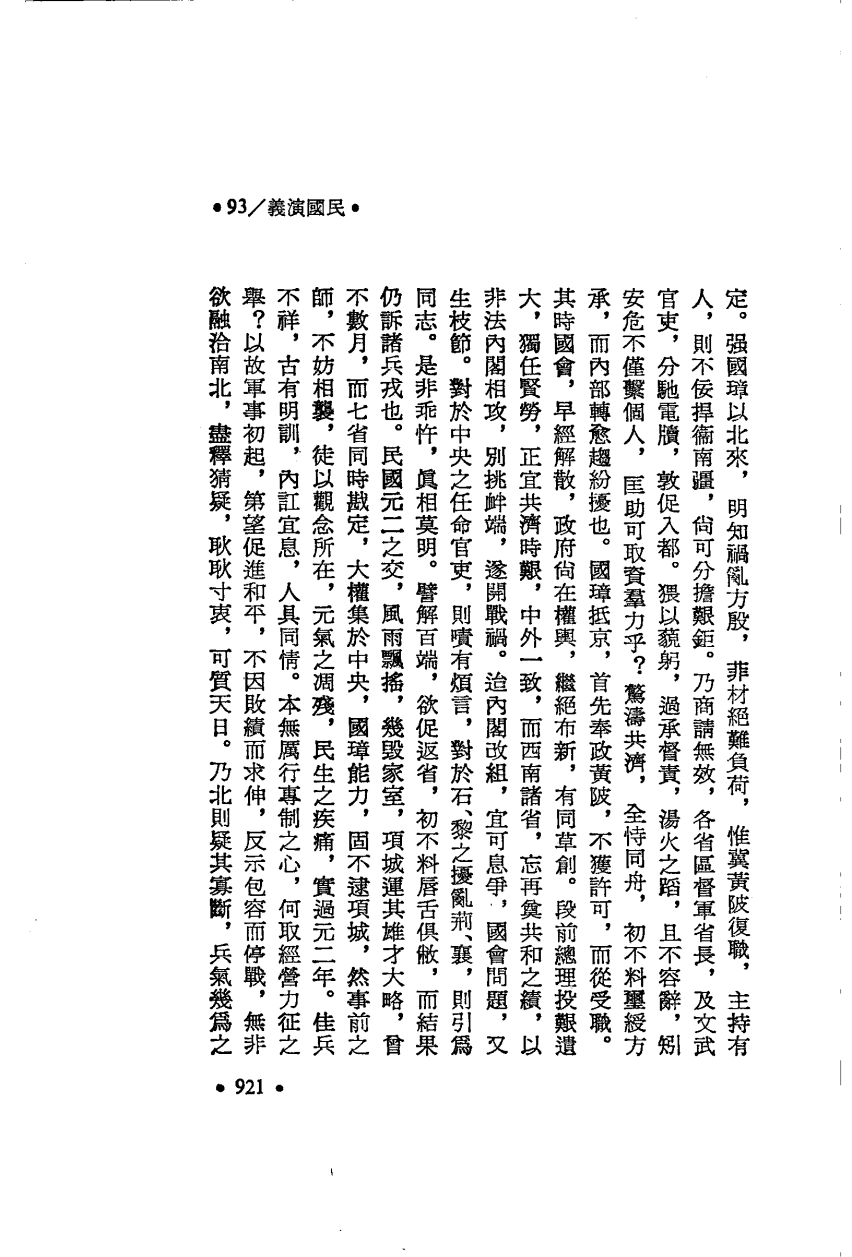 •93／義演國民•
定。强國璋以北來，明知禍亂方殷，菲材絕難負荷，惟冀黃陂復職，主持有
人，則不佞捍衞南疆，尙可分擔艱鉅。乃商請無效，各省區督軍省長，及文武
官吏，分馳電牘，敦促入都。猥以藐躬，過承督責，湯火之蹈，且不容辭，矧
安危不僅繫個人，匡助可取資羣力乎？驚濤共濟，全恃同舟，初不料璽綬方
承，而內部轉愈趨紛擾也。國璋抵京，首先奉政黃陂，不獲許可，而從受職。
其時國會，早經解散，政府尙在權輿，繼絕布新，有同草創。段前總理投艱遺
大，獨任賢勞，正宜共濟時艱，中外一致，而西南諸省，忘再奠共和之績，以
非法內閣相攻，別挑衅端，遂開戰禍。迨內閣改組，宜可息爭，國會問題，又
生枝節。對於中央之任命官吏，則嘖有煩言，對於石、黎之擾亂荊、襄，則引爲
同志。是非乖忤，眞相莫明。譬解百端，欲促返省，初不料唇舌俱敝，而結果
仍訴諸兵戎也。民國元二之交，風雨飄搖，幾毀家室，項城運其雄才大略，曾
不數月，而七省同時戡定，大權集於中央，國璋能力，固不逮項城，然事前之
師，不妨相襲，徒以觀念所在，元氣之凋殘，民生之疾痛，實過元二年。佳兵
不祥，古有明訓，內訌宜息，人具同情。本無厲行專制之心，何取經營力征之
舉？以故軍事初起，第望促進和平，不因敗績而求伸，反示包容而停戰，無非
欲融洽南北，盡釋猜疑，耿耿寸衷，可質天日。乃北則疑其寡斷，兵氣幾爲之
• 921 •